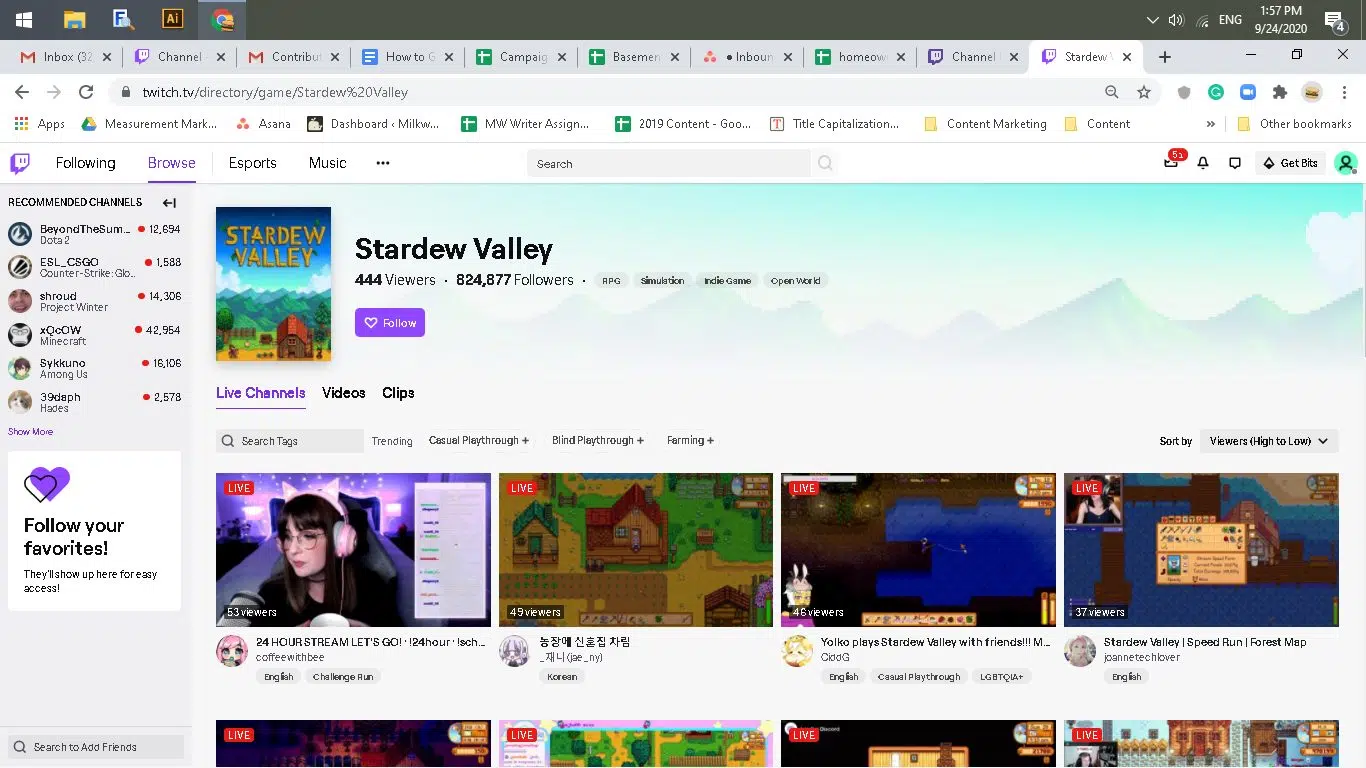 1:57 PM
ENG
9/24/2020
4
Inbox (32
Channel
Contribut
How to G
Campaig
Basemen
● Inboun
homeow
Channel
Stardew V
twitch.tv/directory/game/Stardew%20Valley
Apps
Measurement Mark...
Asana
Dashboard ‹ Milkw...
MW Writer Assign...
2019 Content - Goo...
Title Capitalization...
Content Marketing
Content
»
Other bookmarks
Following
Browse
Esports
Music
Search
51
Get Bits
RECOMMENDED CHANNELS
BeyondTheSum... 12,694
Dota 2
ESL_CSGO 1,588
Counter-Strike: Glo...
shroud 14,306
Project Winter
xQcOW 42,954
Minecraft
Sykkuno 16,106
Among Us
39daph 2,578
Hades
Show More
Follow your
favorites!
They'll show up here for easy
access!
Search to Add Friends
STARDEW
VALLEY
Stardew Valley
444 Viewers · 824,877 Followers · RPG Simulation Indie Game Open World
Follow
Live Channels Videos Clips
Search Tags
Trending
Casual Playthrough +
Blind Playthrough +
Farming +
Sort by
Viewers (High to Low)
LIVE
53 viewers
24 HOUR STREAM LET'S GO! · !24hour · !sch...
coffeewithbee
English Challenge Run
LIVE
49 viewers
농장에 신혼집 차림
_재니 (jae_ny)
Korean
LIVE
46 viewers
Yolko plays Stardew Valley with friends!!! M...
CiddG
English Casual Playthrough LGBTQIA+
LIVE
37 viewers
Stardew Valley | Speed Run | Forest Map
joannetechlover
English
LIVE
LIVE
LIVE
Discord
LIVE